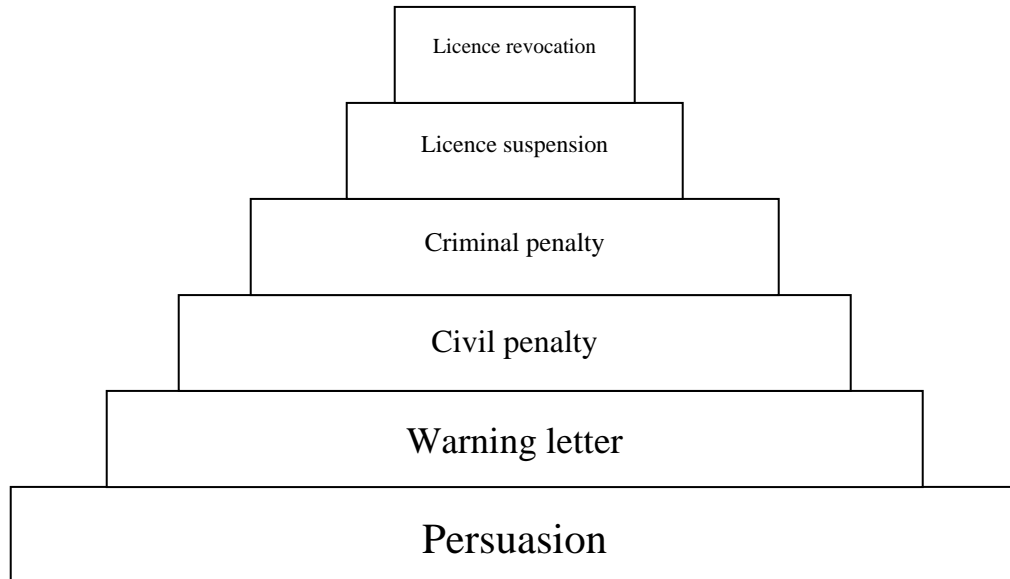 Licence revocation
Licence suspension
Criminal penalty
Civil penalty
Warning letter
Persuasion